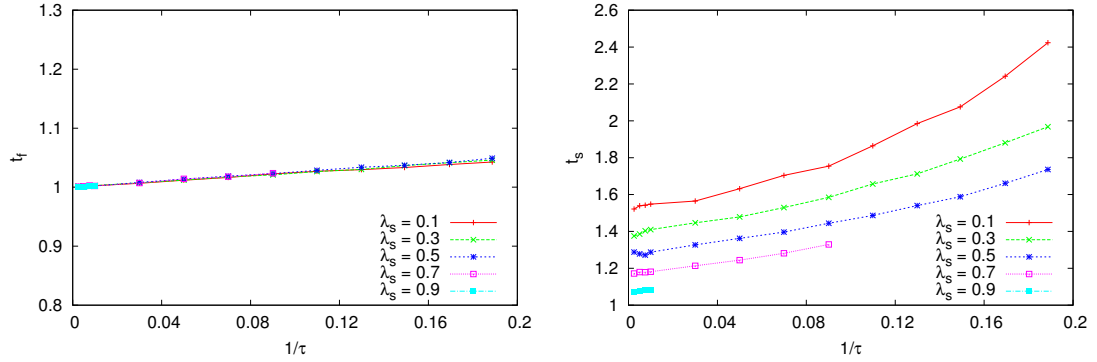 1.3
1.2
1.1
1
0.9
0.8
t_f
0 0.04 0.08 0.12 0.16 0.2
1/τ
λ_s = 0.1
λ_s = 0.3
λ_s = 0.5
λ_s = 0.7
λ_s = 0.9
2.6
2.4
2.2
2
1.8
1.6
1.4
1.2
1
t_s
0 0.04 0.08 0.12 0.16 0.2
1/τ
λ_s = 0.1
λ_s = 0.3
λ_s = 0.5
λ_s = 0.7
λ_s = 0.9